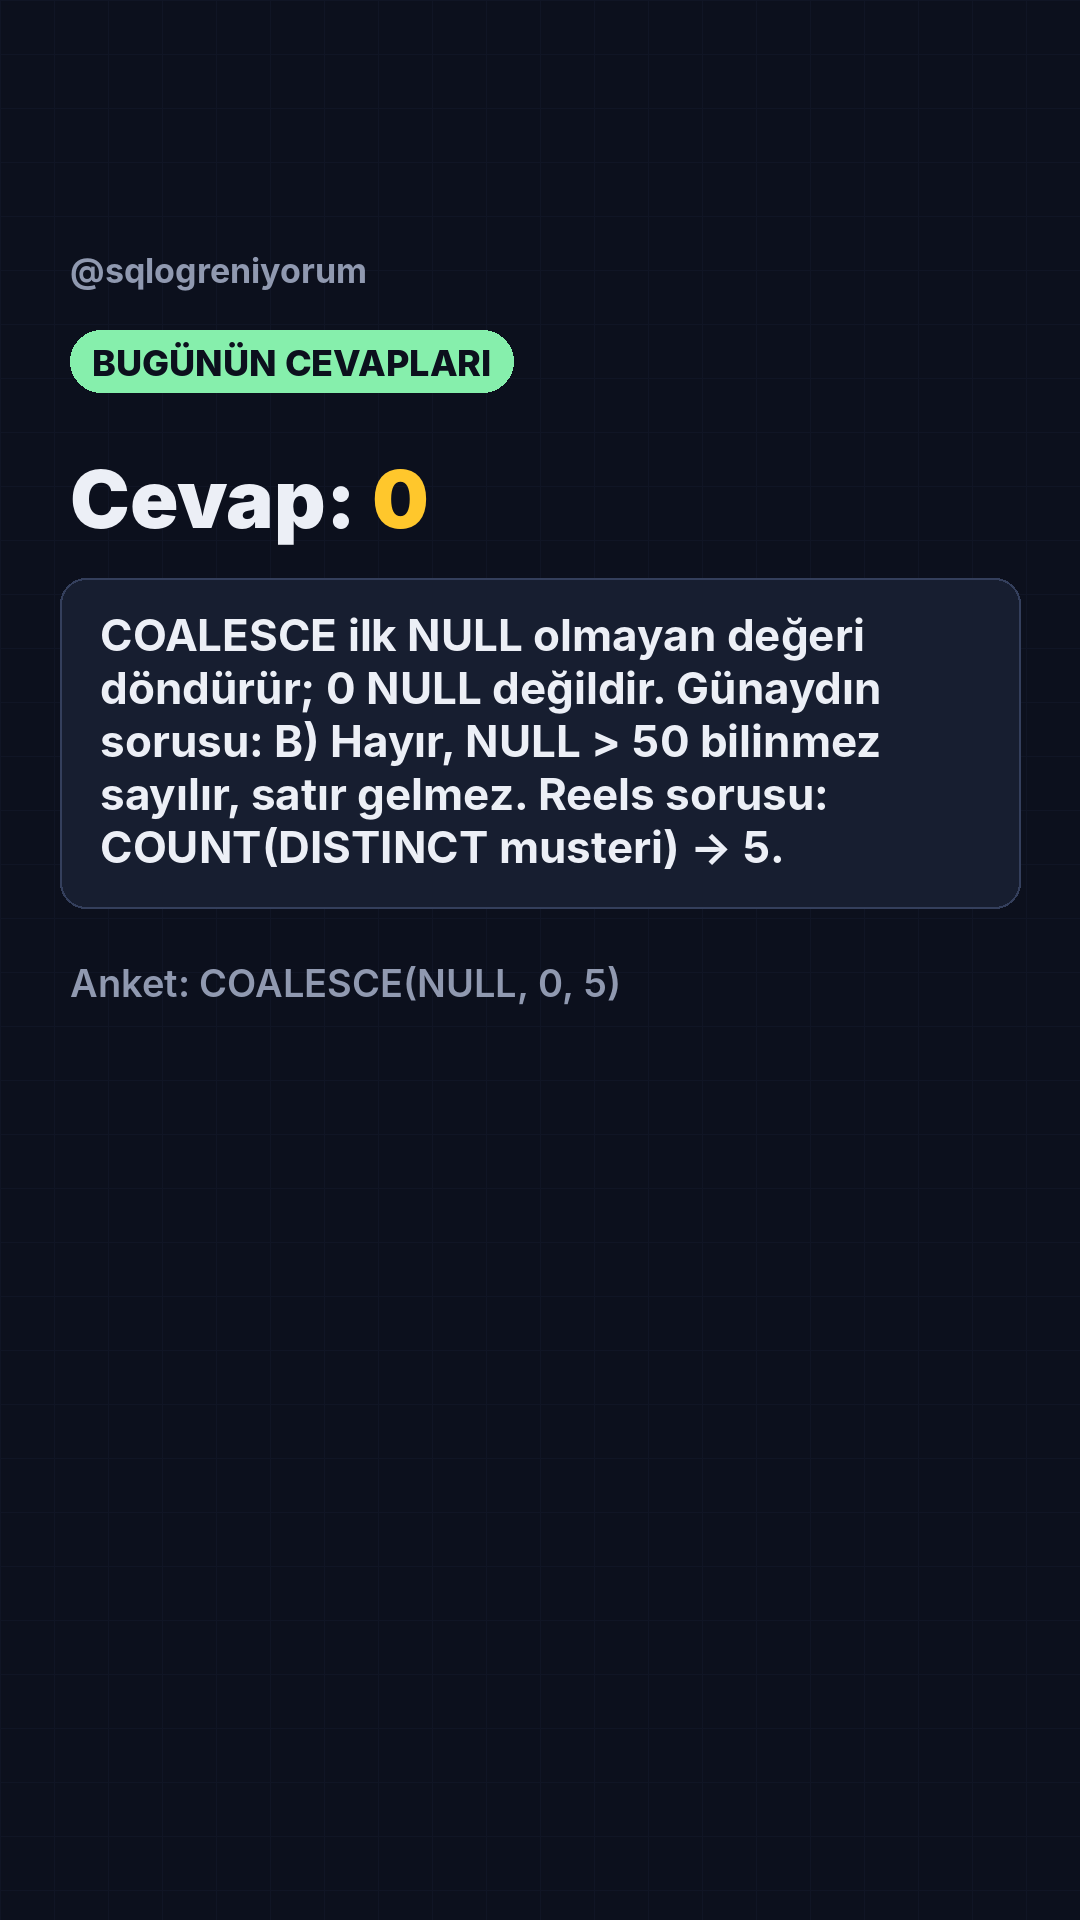 @sqlogreniyorum
BUGÜNÜN CEVAPLARI
Cevap: 0
COALESCE ilk NULL olmayan değeri
döndürür; 0 NULL değildir. Günaydın
sorusu: B) Hayır, NULL > 50 bilinmez
sayılır, satır gelmez. Reels sorusu:
COUNT(DISTINCT musteri) → 5.
Anket: COALESCE(NULL, 0, 5)